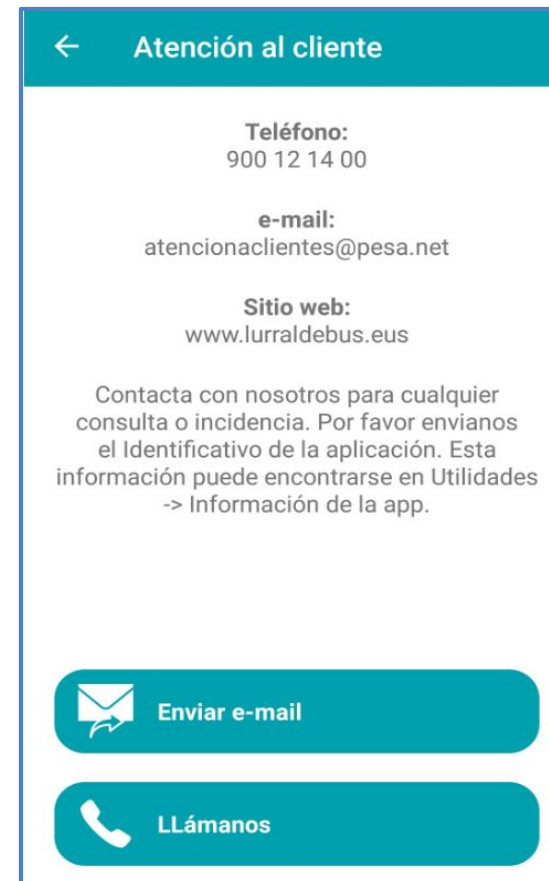 Atención al cliente
Teléfono:
900 12 14 00
e-mail:
atencionaclientes@pesa.net
Sitio web:
www.lurraldebus.eus
Contacta con nosotros para cualquier
consulta o incidencia. Por favor envianos
el Identificativo de la aplicación. Esta
información puede encontrarse en Utilidades
-> Información de la app.
Enviar e-mail
LLámanos